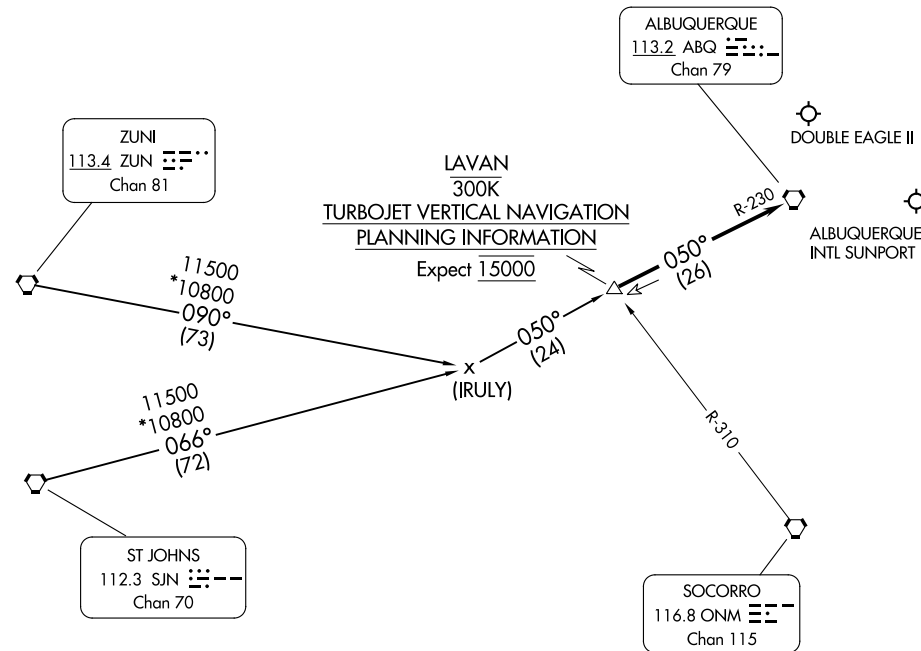 ALBUQUERQUE
113.2 ABQ
Chan 79
DOUBLE EAGLE II
ZUNI
113.4 ZUN
Chan 81
LAVAN
300K
TURBOJET VERTICAL NAVIGATION
PLANNING INFORMATION
Expect 15000
R-230
ALBUQUERQUE
INTL SUNPORT
050°
(26)
11500
*10800
090°
(73)
050°
(24)
x
(IRULY)
11500
*10800
066°
(72)
R-310
ST JOHNS
112.3 SJN
Chan 70
SOCORRO
116.8 ONM
Chan 115